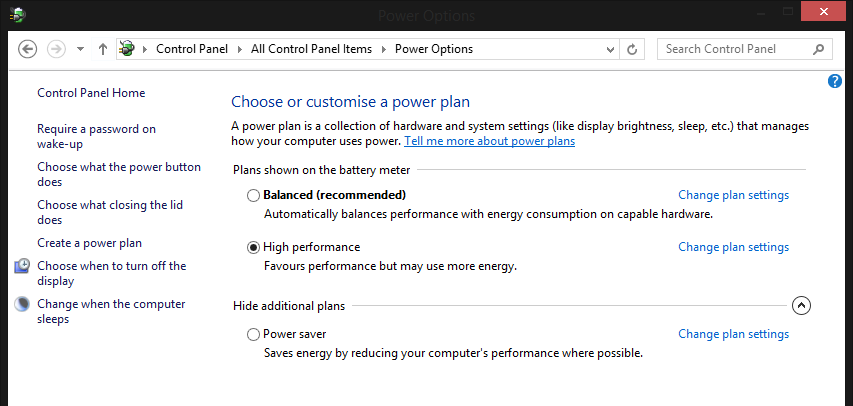 Power Options
Control Panel
All Control Panel Items
Power Options
Search Control Panel
Control Panel Home
Require a password on
wake-up
Choose what the power button
does
Choose what closing the lid
does
Create a power plan
Choose when to turn off the
display
Change when the computer
sleeps
?
Choose or customise a power plan
A power plan is a collection of hardware and system settings (like display brightness, sleep, etc.) that manages
how your computer uses power. Tell me more about power plans
Plans shown on the battery meter
Balanced (recommended) Change plan settings
Automatically balances performance with energy consumption on capable hardware.
High performance Change plan settings
Favours performance but may use more energy.
Hide additional plans
Power saver Change plan settings
Saves energy by reducing your computer's performance where possible.